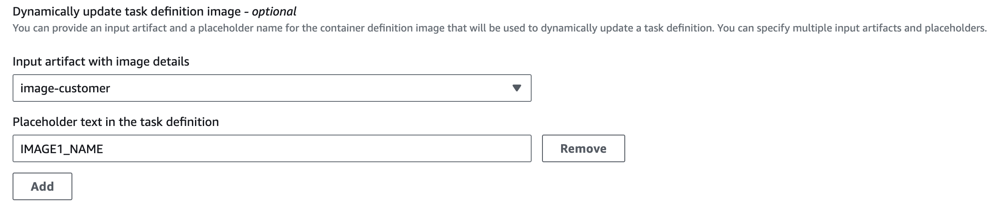 Dynamically update task definition image - optional
You can provide an input artifact and a placeholder name for the container definition image that will be used to dynamically update a task definition. You can specify multiple input artifacts and placeholders.
Input artifact with image details
image-customer
Placeholder text in the task definition
IMAGE1_NAME
Remove
Add